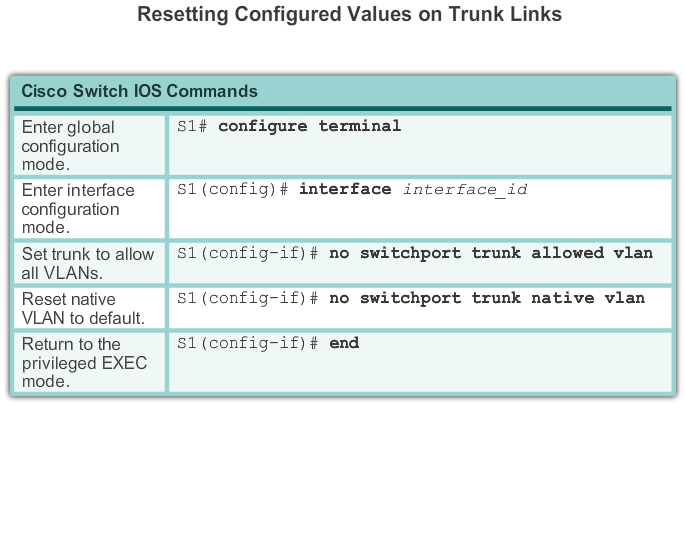 Resetting Configured Values on Trunk Links
Cisco Switch IOS Commands
Enter global
configuration
mode.
S1# configure terminal
Enter interface
configuration
mode.
S1(config)# interface interface_id
Set trunk to allow
all VLANs.
S1(config-if)# no switchport trunk allowed vlan
Reset native
VLAN to default.
S1(config-if)# no switchport trunk native vlan
Return to the
privileged EXEC
mode.
S1(config-if)# end